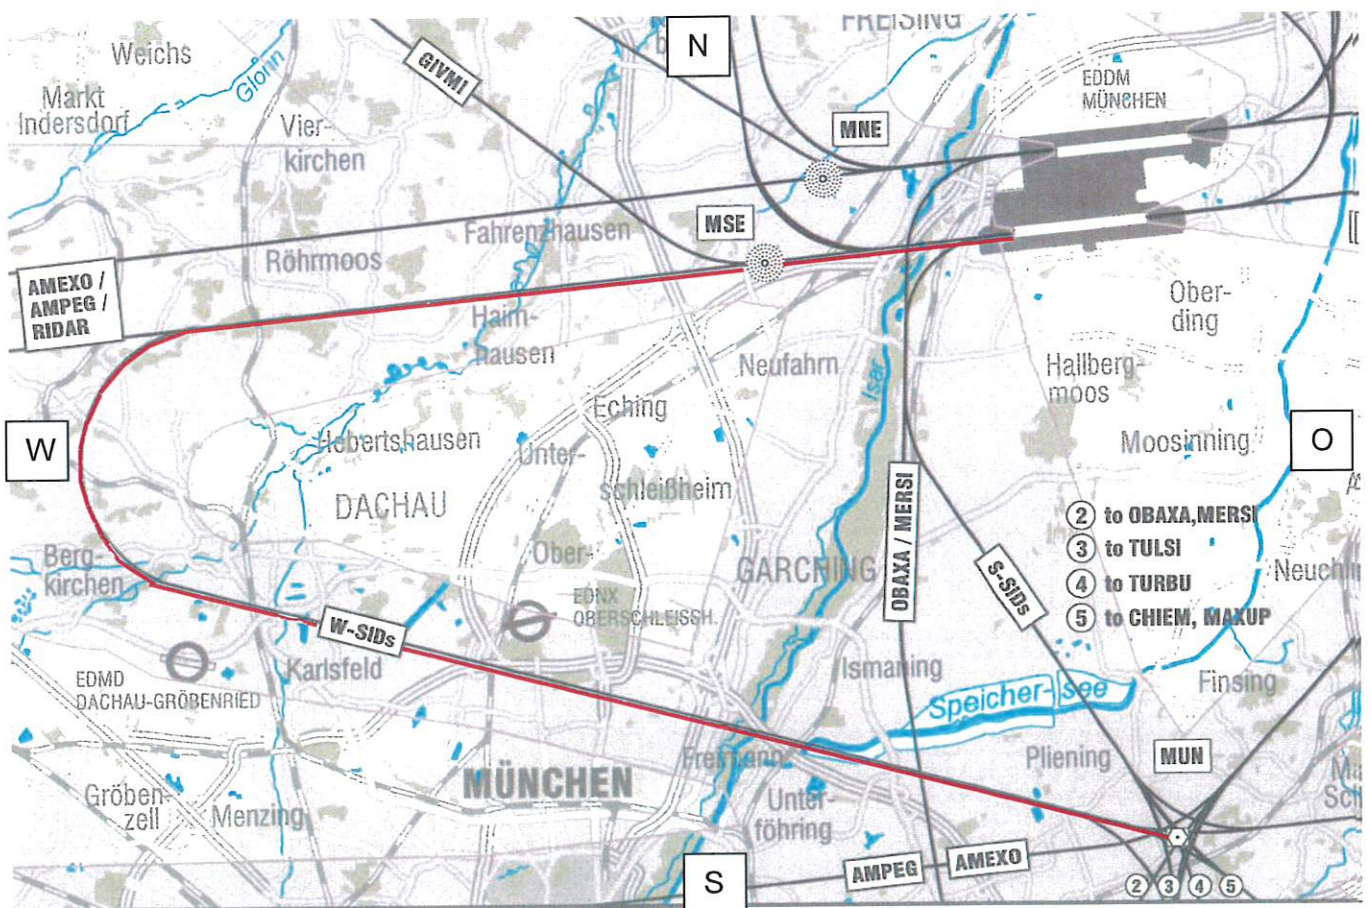 FREISING
N
Weichs
GIVMI
Glonn
EDDM
MÜNCHEN
Markt
Indersdorf
Vier-
kirchen
MNE
MSE
Fahrenzhausen
Röhrmoos
AMEXO /
AMPEG /
RIDAR
Ober-
ding
Haim-
hausen
Neufahrn
Hallberg-
moos
Isar
Eching
W
Hebertshausen
Unter-
schleißheim
Moosinning
O
DACHAU
OBAXA / MERSI
2 to OBAXA,MERSI
3 to TULSI
4 to TURBU
5 to CHIEM, MAXUP
S-SIDs
Berg-
kirchen
Ober-
GARCHING
EDNX
OBERSCHLEISSH.
W-SIDs
Karlsfeld
Ismaning
EDMD
DACHAU-GRÖBENRIED
Speicher-see
Finsing
Freimann
Pliening
MUN
MÜNCHEN
Gröben-
zell
Menzing
Unter-
föhring
AMPEG
AMEXO
S
2 3 4 5